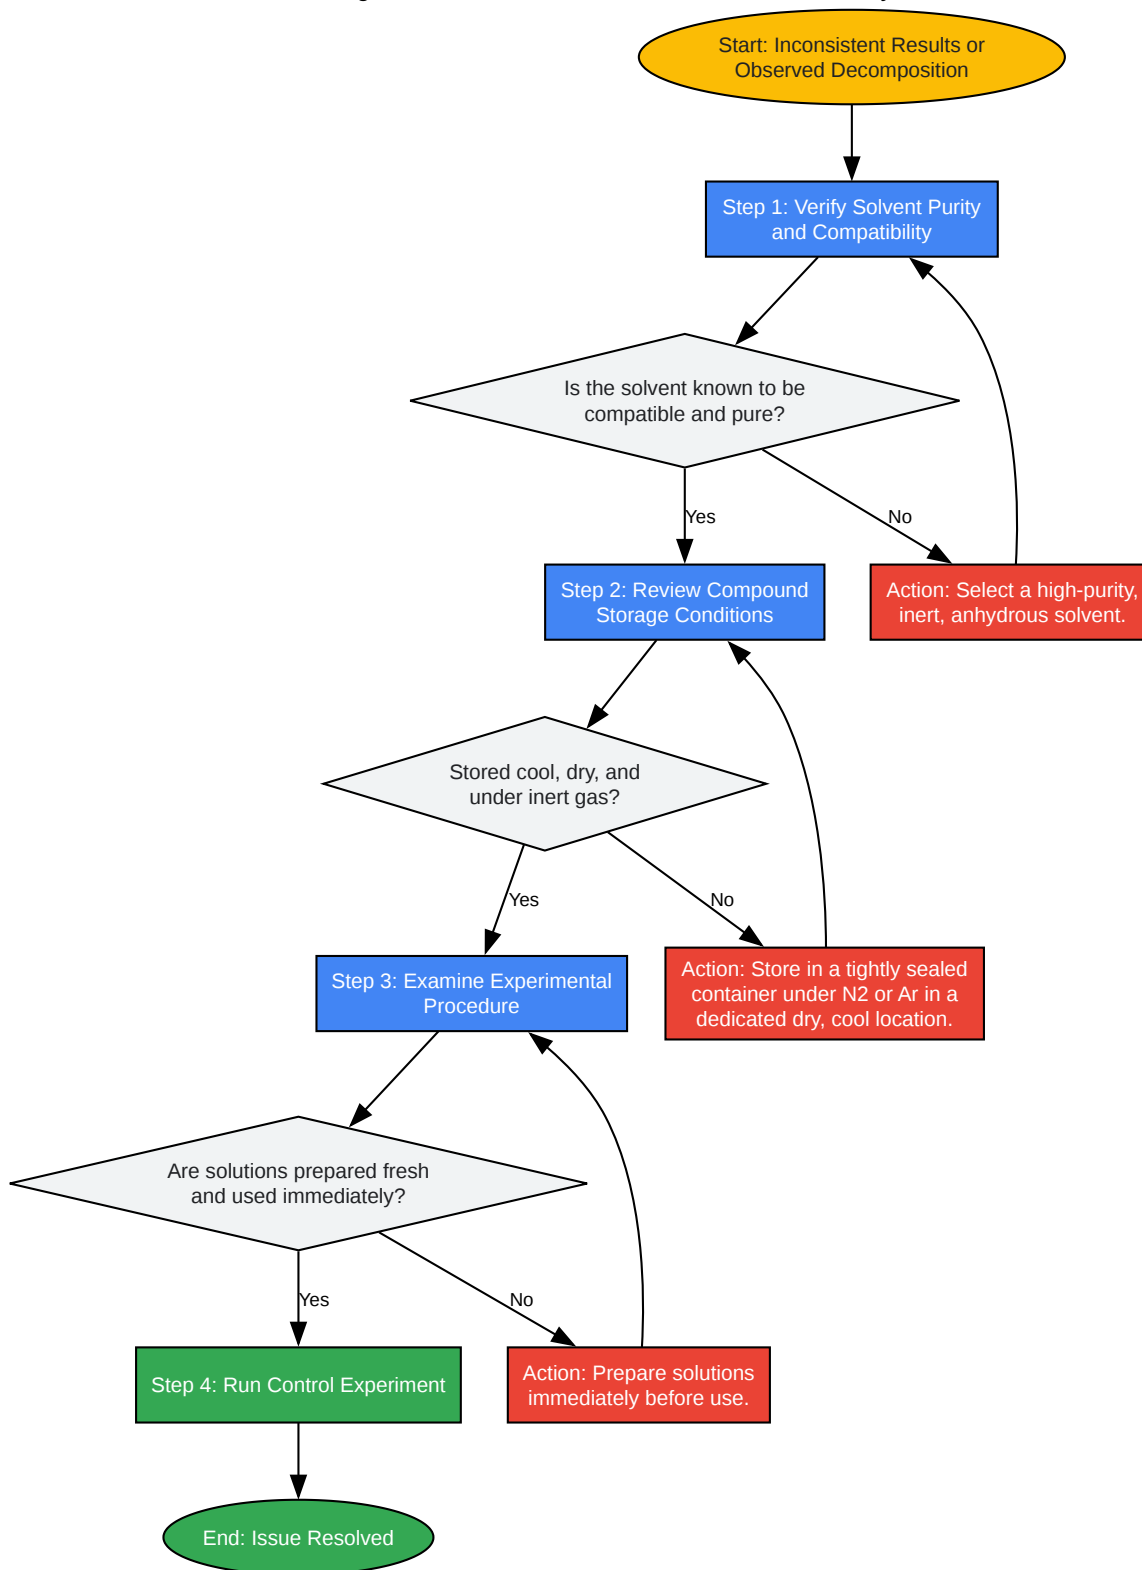 Start: Inconsistent Results or
Observed Decomposition
Step 1: Verify Solvent Purity
and Compatibility
Is the solvent known to be
compatible and pure?
Yes
No
Step 2: Review Compound
Storage Conditions
Action: Select a high-purity,
inert, anhydrous solvent.
Stored cool, dry, and
under inert gas?
Yes
No
Step 3: Examine Experimental
Procedure
Action: Store in a tightly sealed
container under N2 or Ar in a
dedicated dry, cool location.
Are solutions prepared fresh
and used immediately?
Yes
No
Step 4: Run Control Experiment
Action: Prepare solutions
immediately before use.
End: Issue Resolved